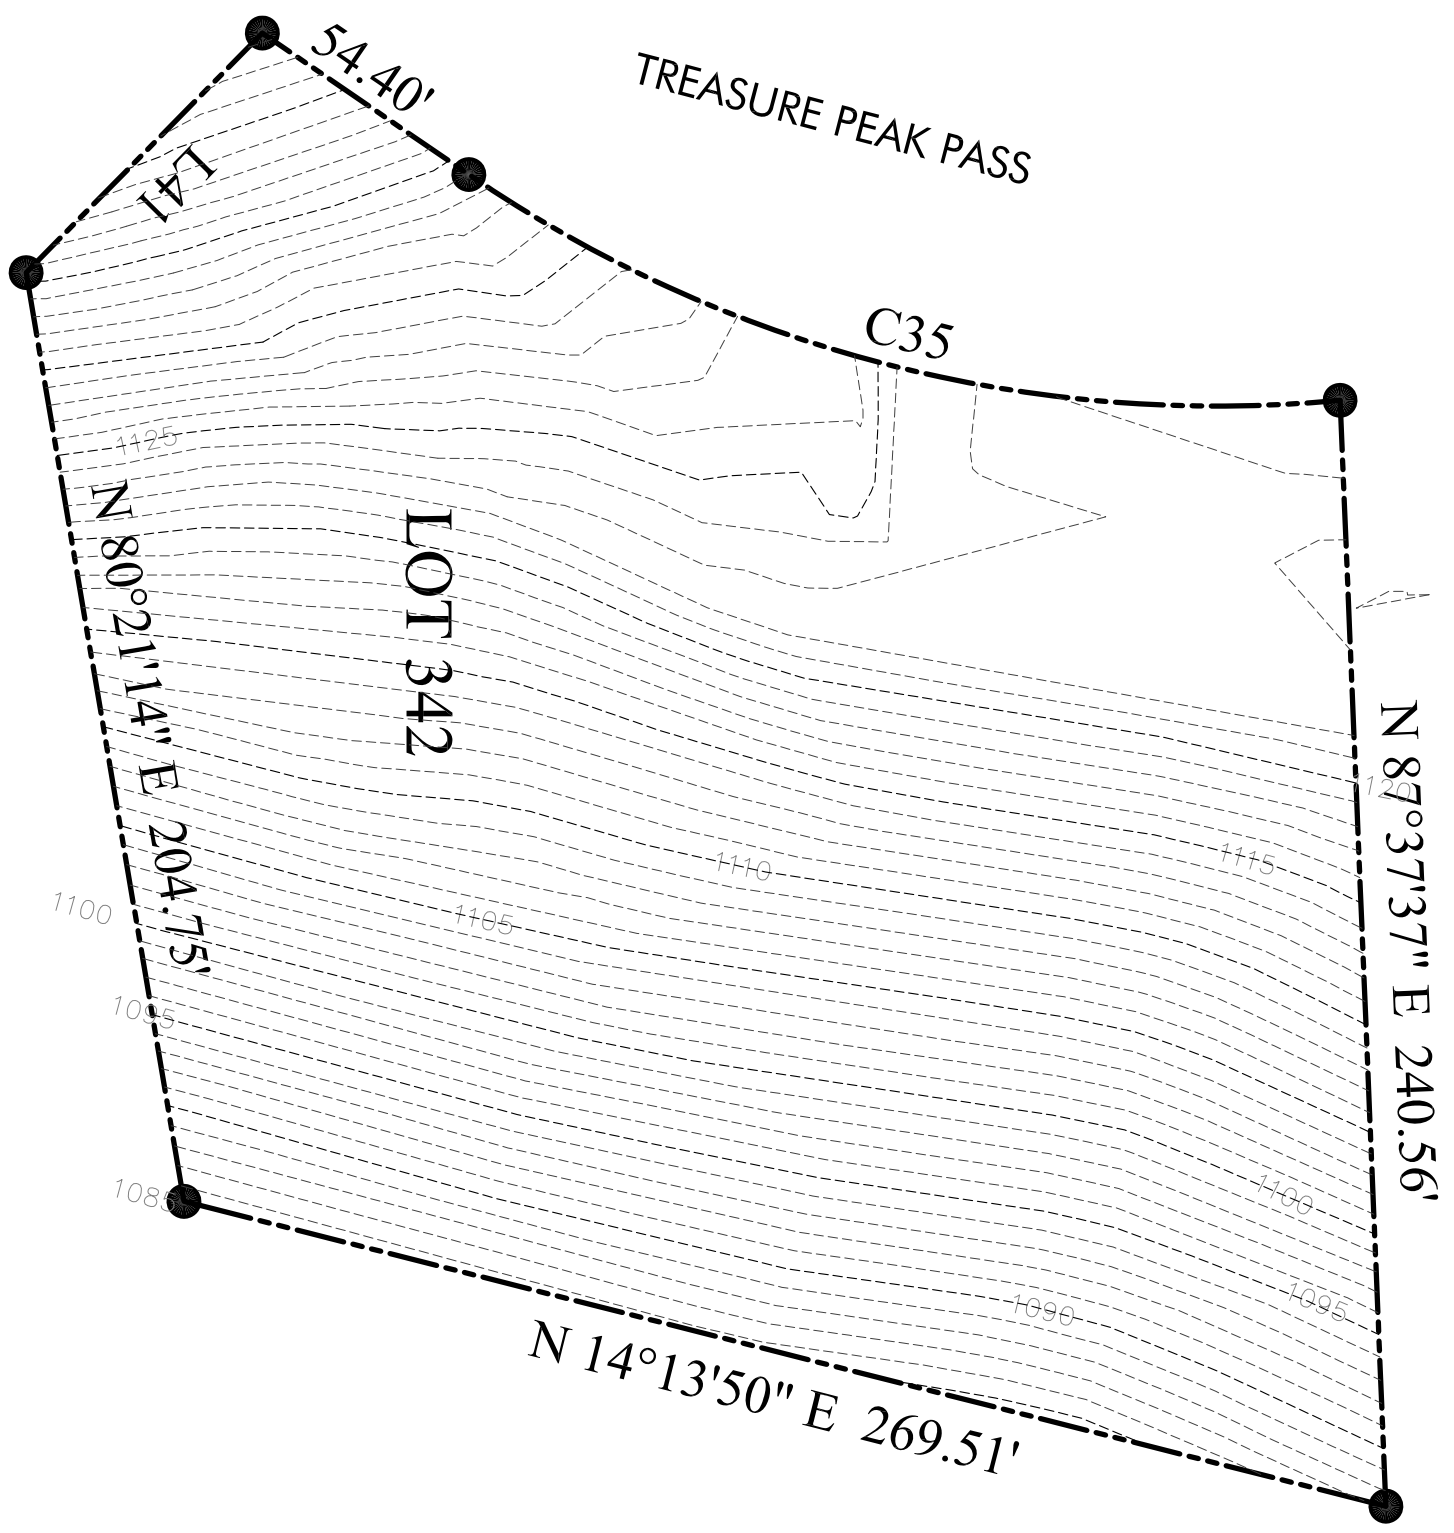 54.40'
TREASURE PEAK PASS
L41
C35
1125
N 80°21'14" E 204.75'
LOT 342
N 87°37'37" E 240.56'
1120
1115
1110
1105
1100
1095
1100
1085
1095
1090
N 14°13'50" E 269.51'